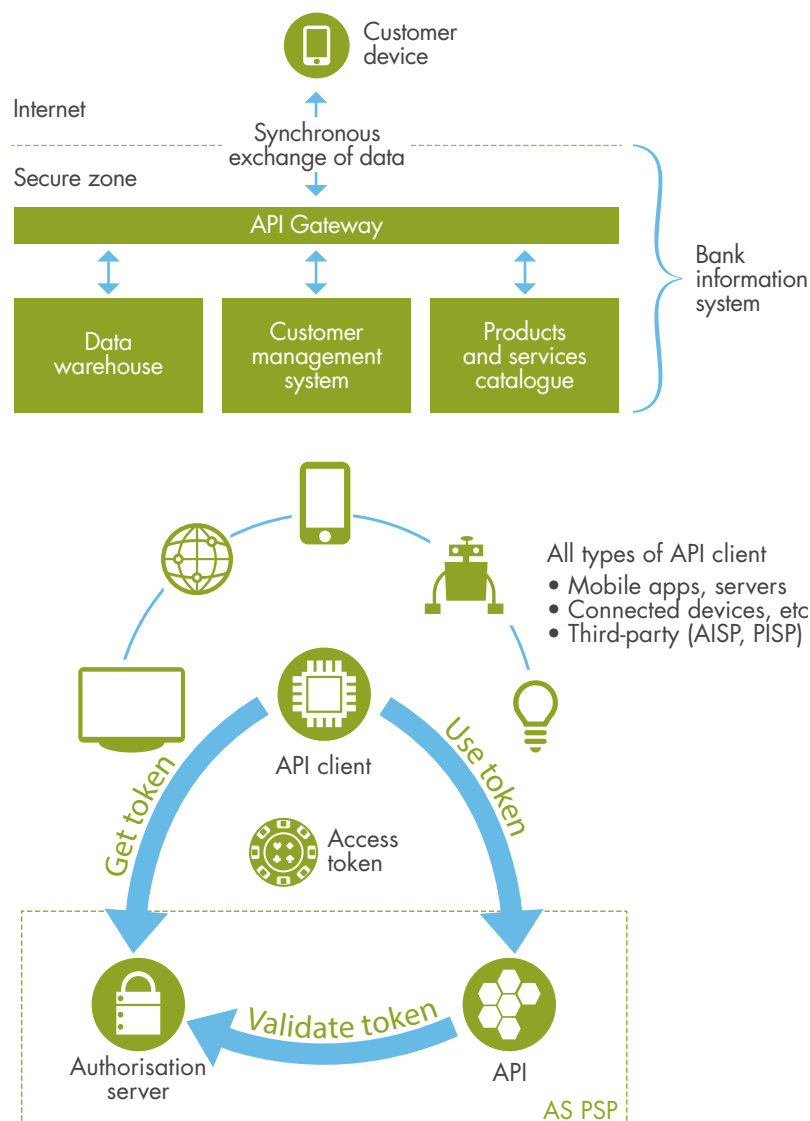 Customer
device
Internet
Synchronous
exchange of data
Secure zone
API Gateway
Bank
information
system
Data
warehouse
Customer
management
system
Products
and services
catalogue
All types of API client
• Mobile apps, servers
• Connected devices, etc
• Third-party (AISP, PISP)
API client
Get token
Use token
Access
token
Validate token
Authorisation
server
API
AS PSP